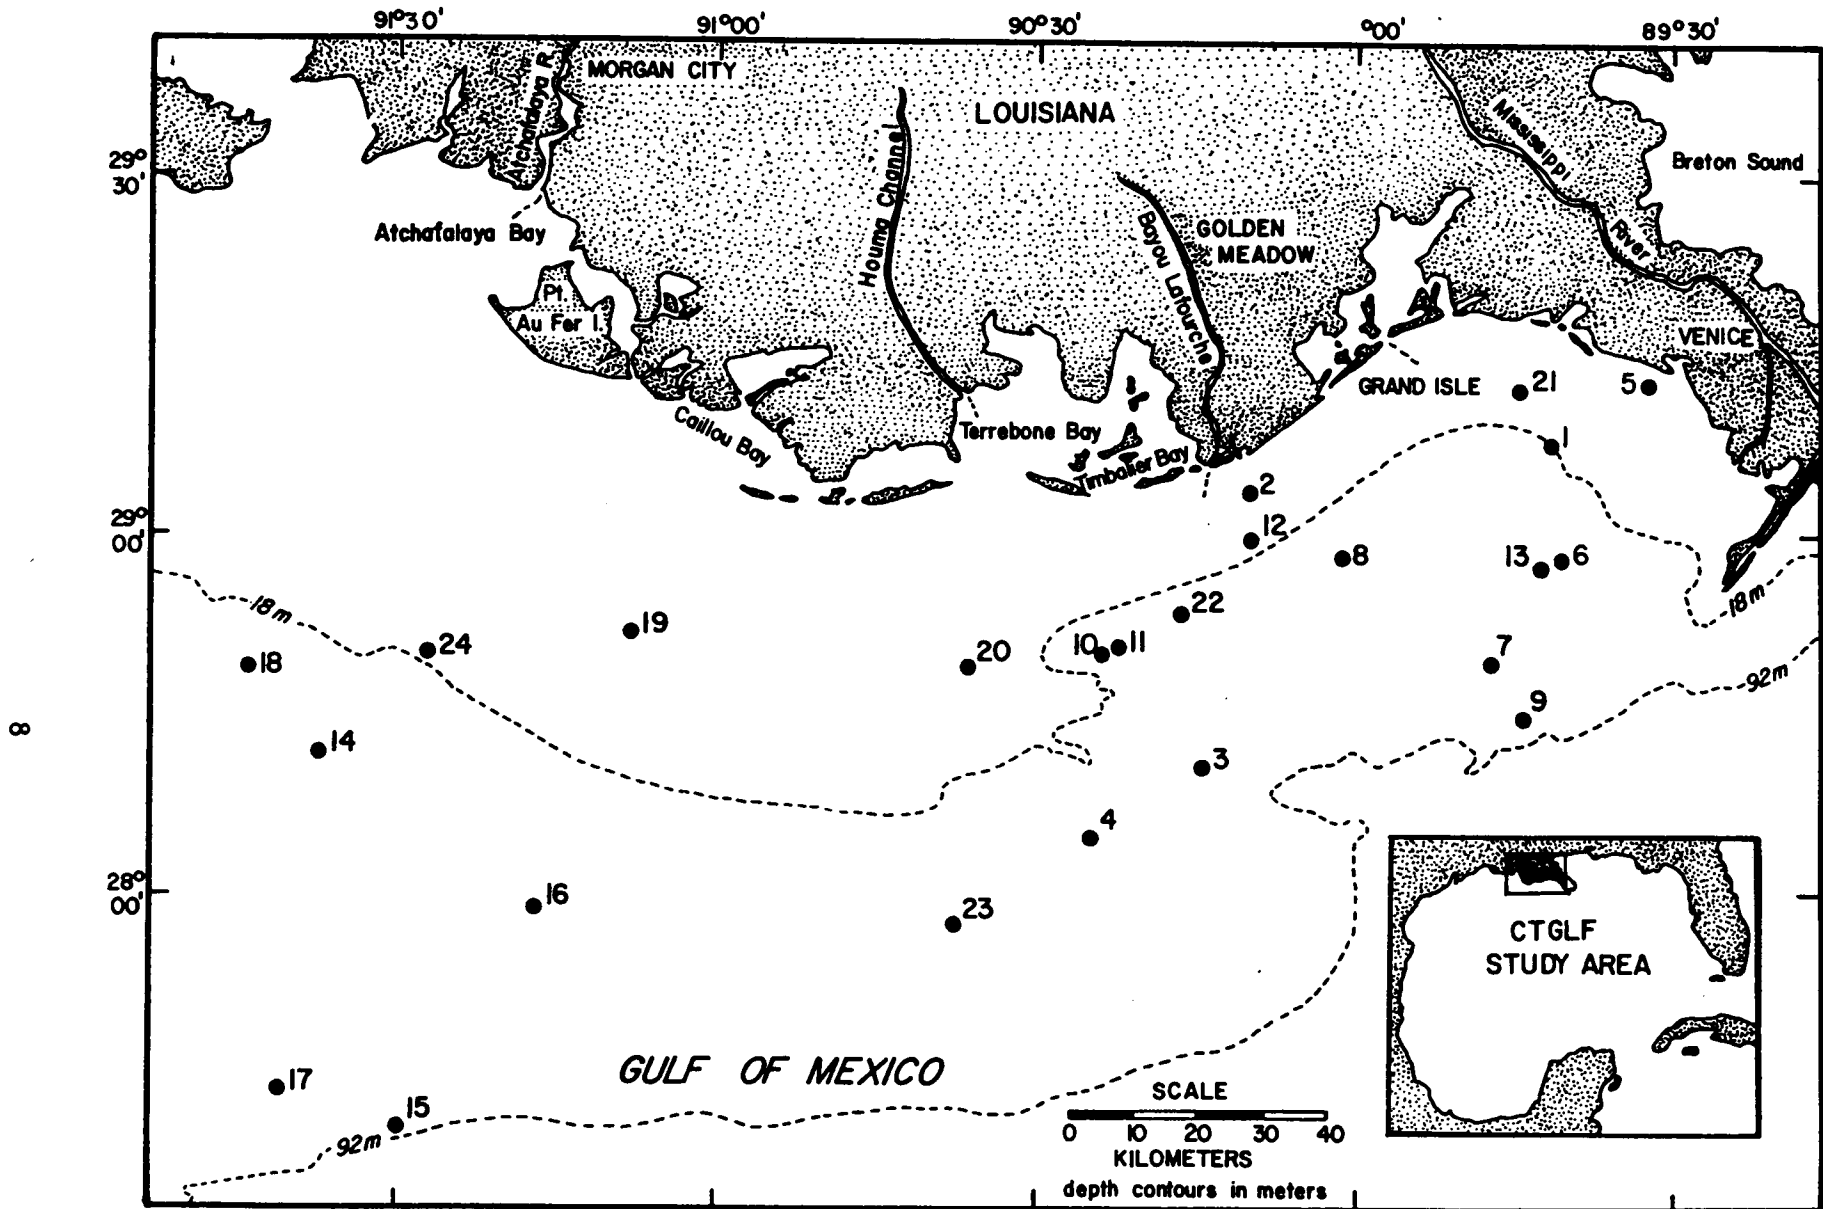 91°30'
91°00'
90°30'
°00'
89°30'
MORGAN CITY
Atchafalaya R.
LOUISIANA
Mississippi
River
Breton Sound
29°
30'
Atchafalaya Bay
Houma Channel
Bayou Lafourche
GOLDEN
MEADOW
Pt.
Au Fer I.
VENICE
GRAND ISLE
21
5
Caillou Bay
Terrebone Bay
Timbalier Bay
1
2
29°
00'
12
8
13
6
18m
18m
22
19
24
18
20
10
11
7
92m
9
14
3
4
28°
00'
16
23
CTGLF
STUDY AREA
8
GULF OF MEXICO
17
15
92m
SCALE
0 10 20 30 40
KILOMETERS
depth contours in meters